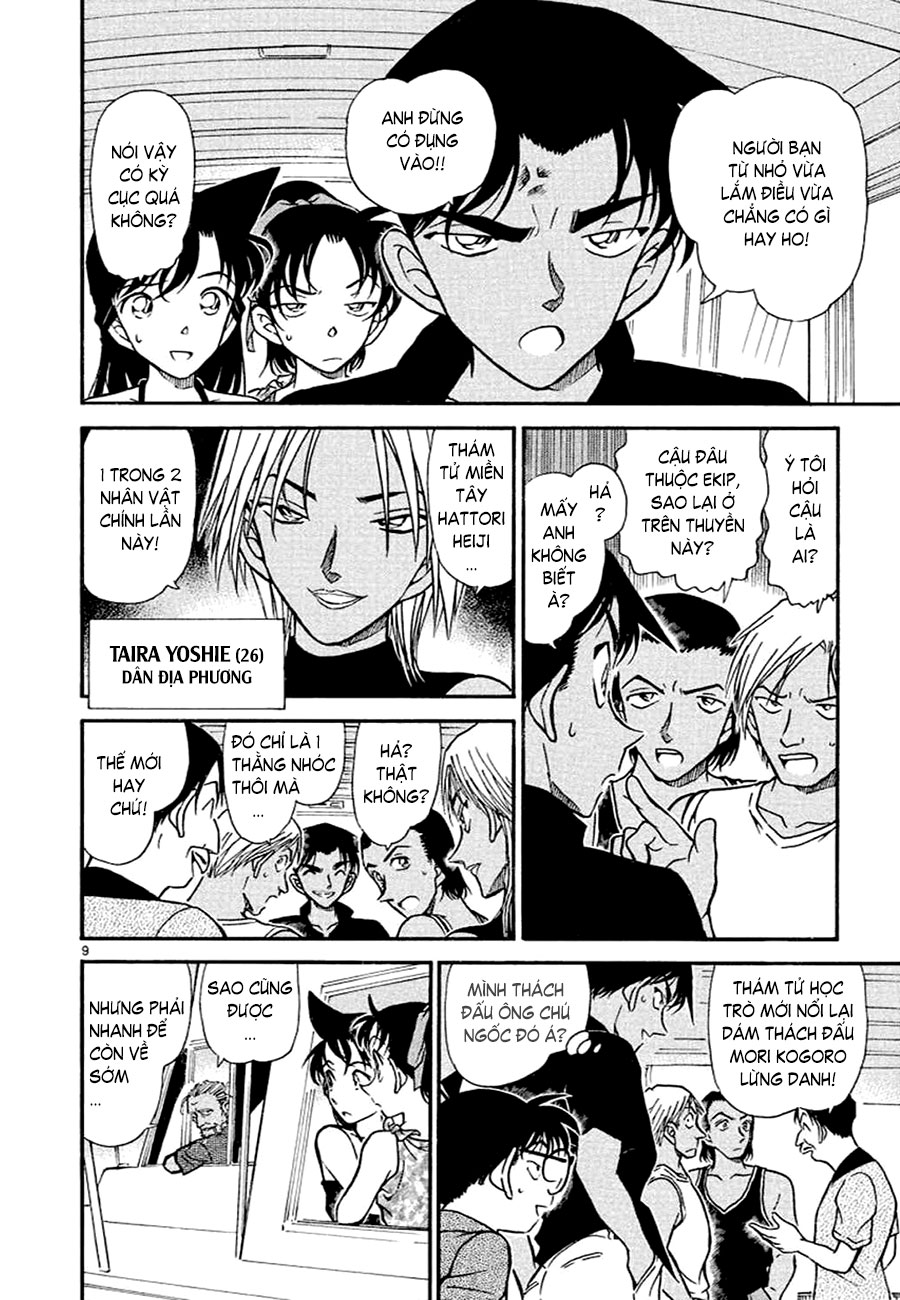 NGƯỜI BẠN
TỪ NHỎ VỪA
LẮM ĐIỀU VỪA
CHẲNG CÓ GÌ
HAY HO!
ANH ĐỪNG
CÓ ĐỤNG
VÀO!!
NÓI VẬY
CÓ KỲ
CỤC QUÁ
KHÔNG?
Ý TÔI
HỎI
CẬU
LÀ
AI?
CẬU ĐÂU
THUỘC EKIP,
SAO LẠI Ở
TRÊN THUYỀN
NÀY?
HẢ
?
MẤY
ANH
KHÔNG
BIẾT
À?
THÁM
TỬ MIỀN
TÂY
HATTORI
HEIJI
...
1 TRONG 2
NHÂN VẬT
CHÍNH LẦN
NÀY!
TAIRA YOSHIE (26)
DÂN ĐỊA PHƯƠNG
HẢ?
THẬT
KHÔNG?
ĐÓ CHỈ LÀ 1
THẰNG NHÓC
THÔI MÀ
...
THẾ MỚI
HAY
CHỨ!
9
THÁM TỬ HỌC
TRÒ MỚI NỔI LẠI
DÁM THÁCH ĐẤU
MORI KOGORO
LỪNG DANH!
MÌNH THÁCH
ĐẤU ÔNG CHÚ
NGỐC ĐÓ Á?
SAO CŨNG
ĐƯỢC
...
NHƯNG PHẢI
NHANH ĐỂ
CÒN VỀ
SỚM
...